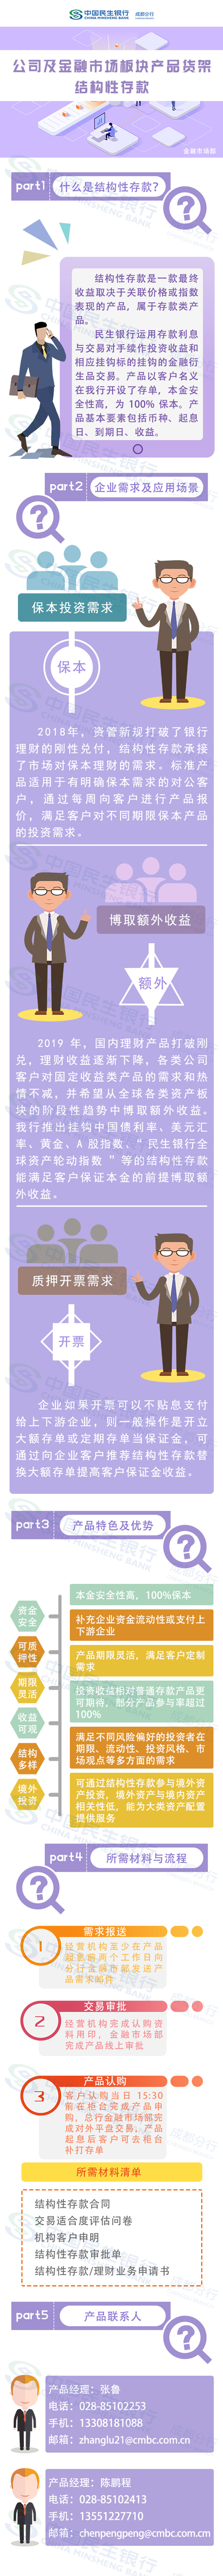 中国民生银行 成都分行
CHINA MINSHENG BANK
公司及金融市场板块产品货架
结构性存款
金融市场部
part1 什么是结构性存款?
结构性存款是一款最终
收益取决于关联价格或指数
表现的产品，属于存款类产
品。
民生银行运用存款利息
与交易对手续作投资收益和
相应挂钩标的挂钩的金融衍
生品交易。产品以客户名义
在我行开设了存单，本金安
全性高，为 100% 保本。产
品基本要素包括币种、起息
日、到期日、收益。
part2 企业需求及应用场景
保本投资需求
保本
2018年，资管新规打破了银行
理财的刚性兑付，结构性存款承接
了市场对保本理财的需求。标准产
品适用于有明确保本需求的对公客
户，通过每周向客户进行产品报
价，满足客户对不同期限保本产品
的投资需求。
博取额外收益
额外
2019 年，国内理财产品打破刚
兑，理财收益逐渐下降，各类公司
客户对固定收益类产品的需求和热
情不减，并希望从全球各类资产板
块的阶段性趋势中博取额外收益。
我行推出挂钩中国债利率、美元汇
率、黄金、A 股指数、“民生银行全
球资产轮动指数 ”等的结构性存款
能满足客户保证本金的前提博取额
外收益。
质押开票需求
开票
企业如果开票可以不贴息支付
给上下游企业，则一般操作是开立
大额存单或定期存单当保证金，可
通过向企业客户推荐结构性存款替
换大额存单提高客户保证金收益。
part3 产品特色及优势
资金
安全
本金安全性高，100%保本
可质
押性
补充企业资金流动性或支付上
下游企业
期限
灵活
产品期限灵活，满足客户定制
需求
收益
可观
投资收益相对普通存款产品更
可期待，部分产品参与率超过
100%
结构
多样
满足不同风险偏好的投资者在
期限、流动性、投资风格、市
场观点等多方面的需求
境外
投资
可通过结构性存款参与境外资
产投资，境外资产与境内资产
相关性低，能为大类资产配置
提供服务
part4 所需材料与流程
需求报送
1
经营机构至少在产品
起息前两个工作日向
分行金融市场部发送产
品需求邮件
交易审批
2
经营机构完成认购资
料用印，金融市场部
完成产品线上审批
产品认购
3
客户认购当日 15:30
前在柜台完成产品申
购，总行金融市场部完
成对外平盘交易，产品
起息后客户可去柜台
补打存单
所需材料清单
结构性存款合同
交易适合度评估问卷
机构客户申明
结构性存款审批单
结构性存款/理财业务申请书
part5 产品联系人
产品经理：张鲁
电话：028-85102253
手机：13308181088
邮箱：zhanglu21@cmbc.com.cn
产品经理：陈鹏程
电话：028-85102413
手机：13551227710
邮箱：chenpengpeng@cmbc.com.cm